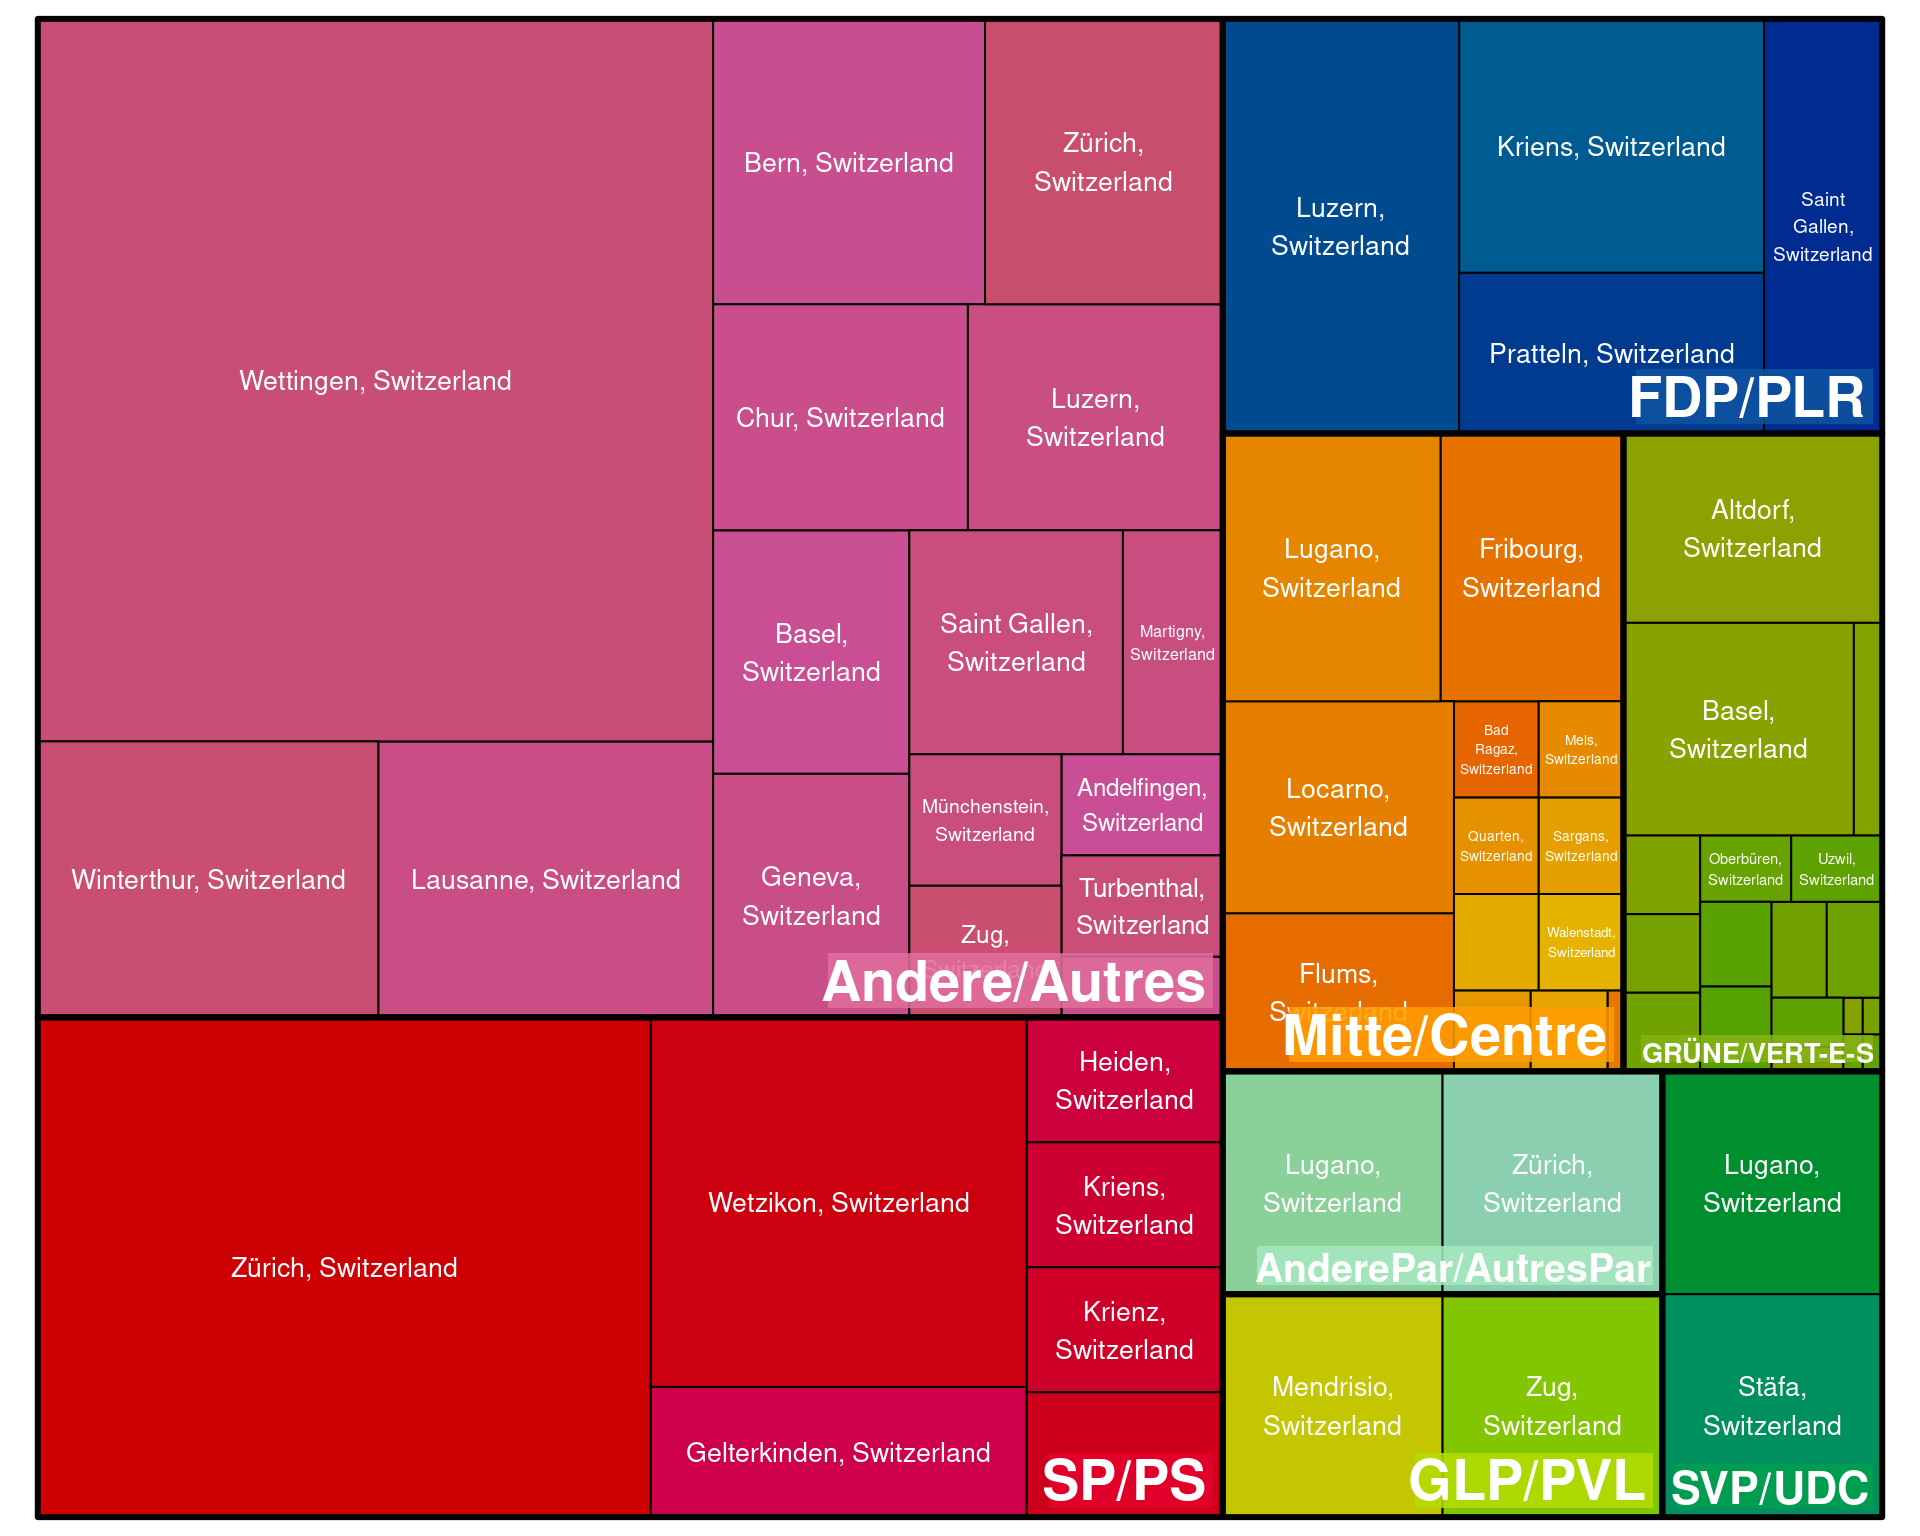 Wettingen, Switzerland
Bern, Switzerland
Zürich,
Switzerland
Chur, Switzerland
Luzern,
Switzerland
Basel,
Switzerland
Saint Gallen,
Switzerland
Martigny,
Switzerland
Winterthur, Switzerland
Lausanne, Switzerland
Geneva,
Switzerland
Münchenstein,
Switzerland
Andelfingen,
Switzerland
Turbenthal,
Switzerland
Zug,
Switzerland
Andere/Autres
Zürich, Switzerland
Wetzikon, Switzerland
Gelterkinden, Switzerland
Heiden,
Switzerland
Kriens,
Switzerland
Krienz,
Switzerland
SP/PS
Luzern,
Switzerland
Kriens, Switzerland
Pratteln, Switzerland
Saint
Gallen,
Switzerland
FDP/PLR
Lugano,
Switzerland
Fribourg,
Switzerland
Locarno,
Switzerland
Bad
Ragaz,
Switzerland
Mels,
Switzerland
Quarten,
Switzerland
Sargans,
Switzerland
Walenstadt,
Switzerland
Flums,
Switzerland
Mitte/Centre
Altdorf,
Switzerland
Basel,
Switzerland
Oberbüren,
Switzerland
Uzwil,
Switzerland
GRÜNE/VERT-E-S
Lugano,
Switzerland
Zürich,
Switzerland
AnderePar/AutresPar
Mendrisio,
Switzerland
Zug,
Switzerland
GLP/PVL
Lugano,
Switzerland
Stäfa,
Switzerland
SVP/UDC